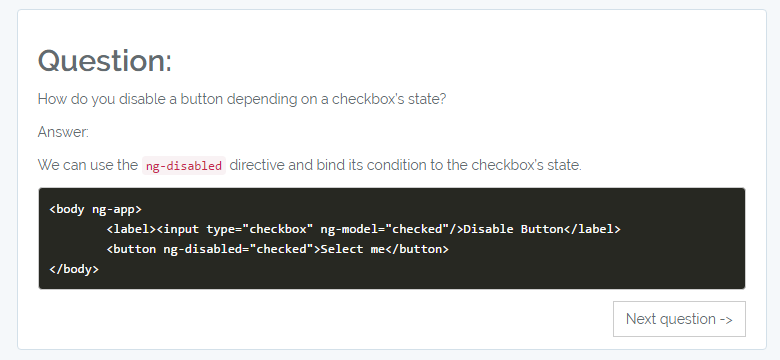 Question:
How do you disable a button depending on a checkbox's state?
Answer:
We can use the ng-disabled directive and bind its condition to the checkbox's state.
<body ng-app>
        <label><input type="checkbox" ng-model="checked"/>Disable Button</label>
        <button ng-disabled="checked">Select me</button>
</body>
Next question ->